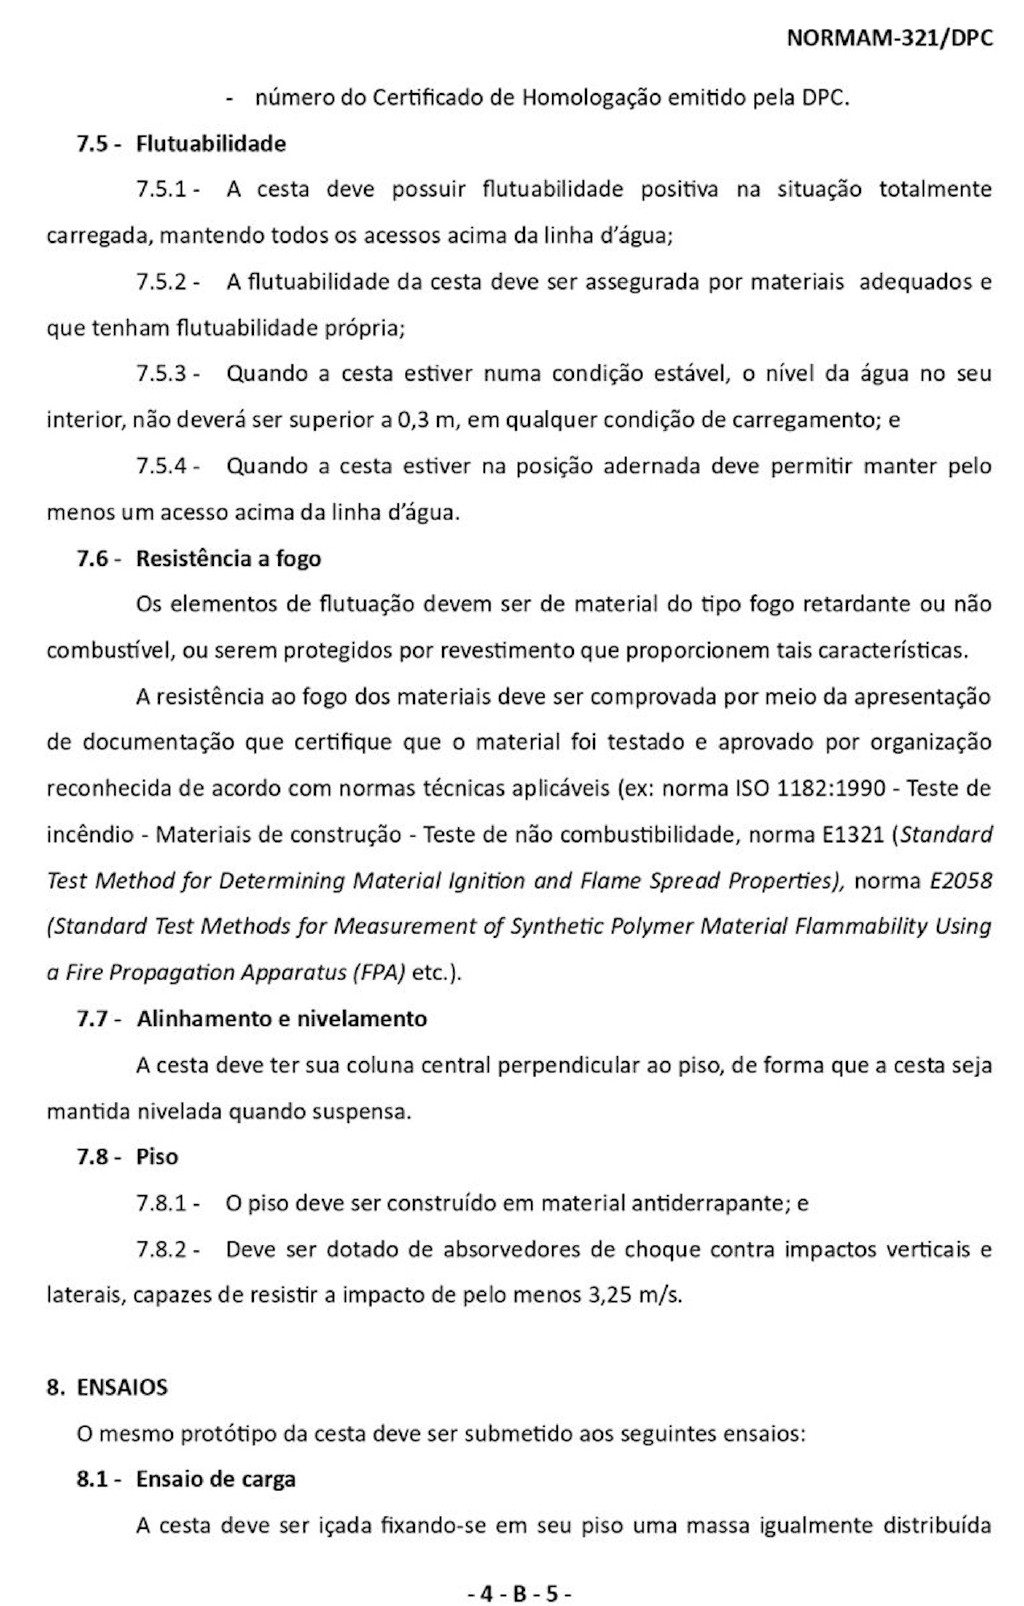 NORMAM-321/DPC
- número do Certificado de Homologação emitido pela DPC.
7.5 - Flutuabilidade
7.5.1 - A cesta deve possuir flutuabilidade positiva na situação totalmente
carregada, mantendo todos os acessos acima da linha d’água;
7.5.2 - A flutuabilidade da cesta deve ser assegurada por materiais adequados e
que tenham flutuabilidade própria;
7.5.3 - Quando a cesta estiver numa condição estável, o nível da água no seu
interior, não deverá ser superior a 0,3 m, em qualquer condição de carregamento; e
7.5.4 - Quando a cesta estiver na posição adernada deve permitir manter pelo
menos um acesso acima da linha d’água.
7.6 - Resistência a fogo
Os elementos de flutuação devem ser de material do tipo fogo retardante ou não
combustível, ou serem protegidos por revestimento que proporcionem tais características.
A resistência ao fogo dos materiais deve ser comprovada por meio da apresentação
de documentação que certifique que o material foi testado e aprovado por organização
reconhecida de acordo com normas técnicas aplicáveis (ex: norma ISO 1182:1990 - Teste de
incêndio - Materiais de construção - Teste de não combustibilidade, norma E1321 (Standard
Test Method for Determining Material Ignition and Flame Spread Properties), norma E2058
(Standard Test Methods for Measurement of Synthetic Polymer Material Flammability Using
a Fire Propagation Apparatus (FPA) etc.).
7.7 - Alinhamento e nivelamento
A cesta deve ter sua coluna central perpendicular ao piso, de forma que a cesta seja
mantida nivelada quando suspensa.
7.8 - Piso
7.8.1 - O piso deve ser construído em material antiderrapante; e
7.8.2 - Deve ser dotado de absorvedores de choque contra impactos verticais e
laterais, capazes de resistir a impacto de pelo menos 3,25 m/s.
8. ENSAIOS
O mesmo protótipo da cesta deve ser submetido aos seguintes ensaios:
8.1 - Ensaio de carga
A cesta deve ser içada fixando-se em seu piso uma massa igualmente distribuída
- 4 - B - 5 -